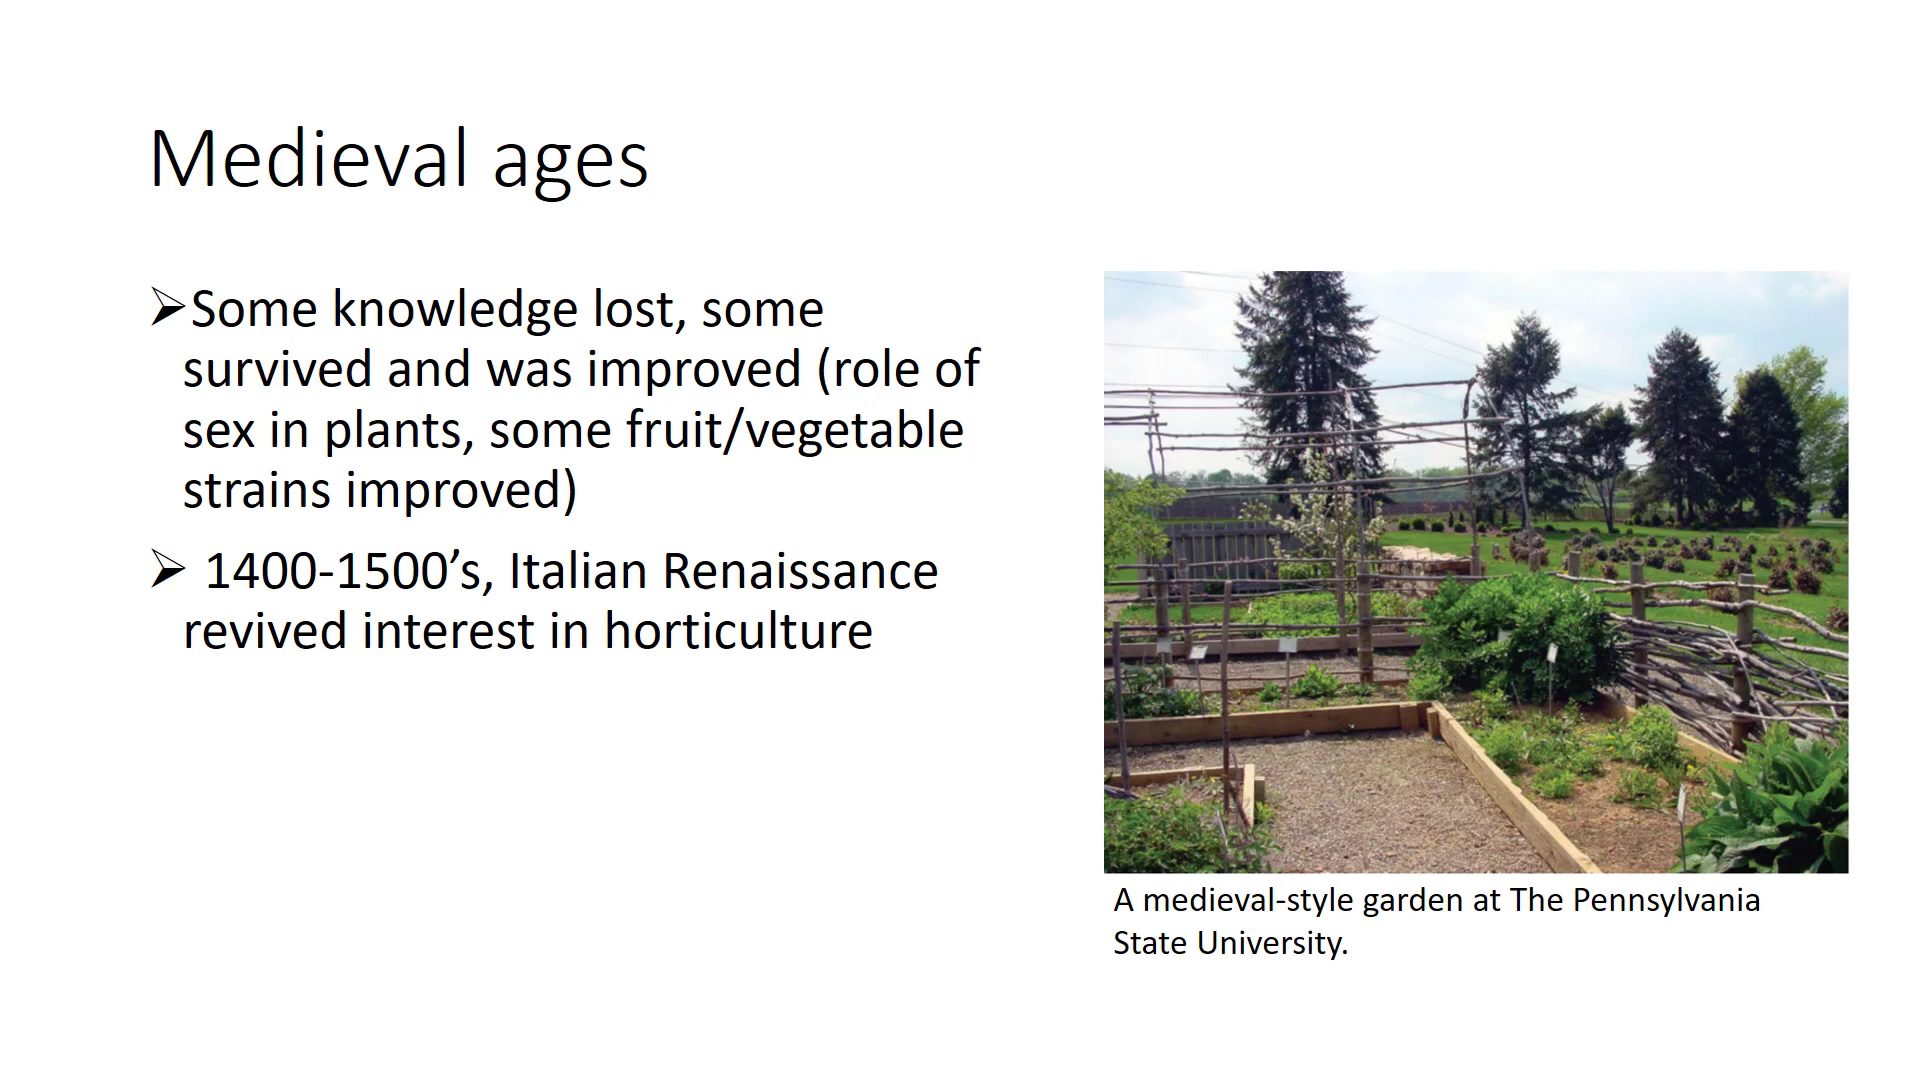 Medieval ages
➢Some knowledge lost, some
survived and was improved (role of
sex in plants, some fruit/vegetable
strains improved)
➢ 1400-1500’s, Italian Renaissance
revived interest in horticulture
A medieval-style garden at The Pennsylvania
State University.